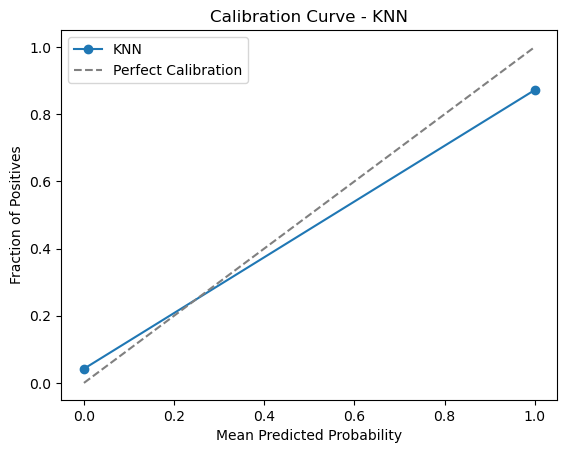 Calibration Curve - KNN
KNN
Perfect Calibration
1.0
0.8
0.6
0.4
0.2
0.0
Fraction of Positives
0.0 0.2 0.4 0.6 0.8 1.0
Mean Predicted Probability